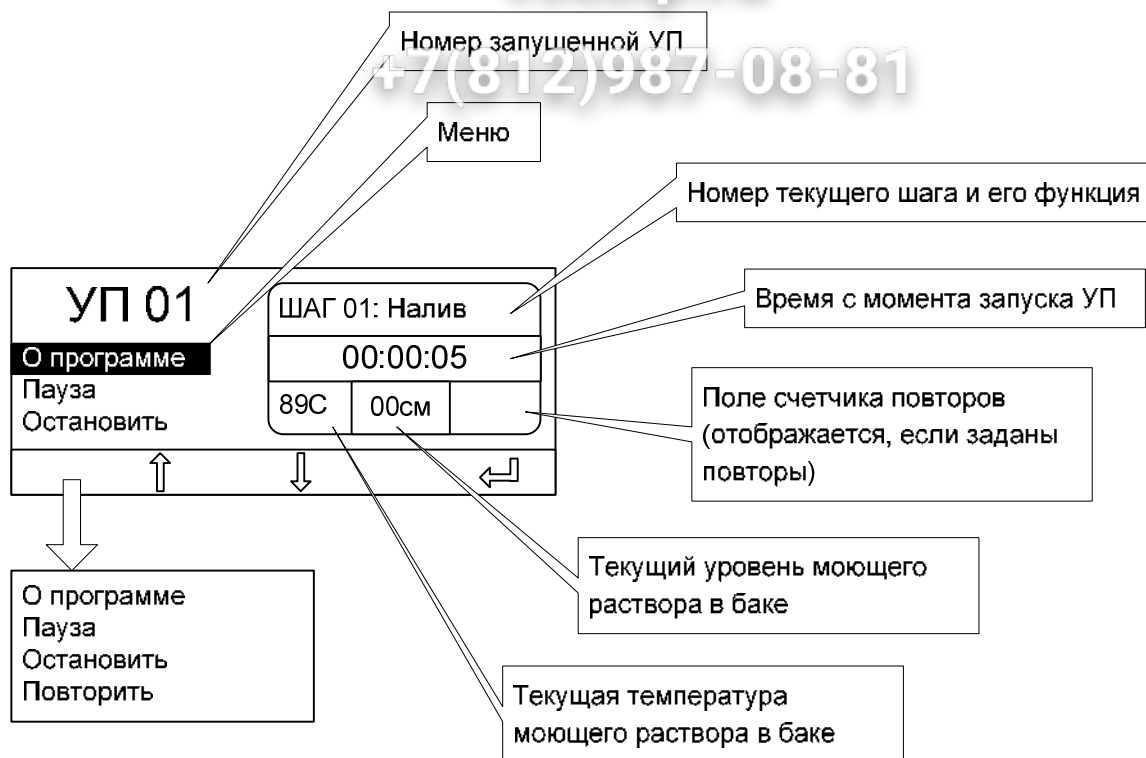 Номер запущенной УП
+7(812)987-08-81
Меню
Номер текущего шага и его функция
УП 01
ШАГ 01: Налив
Время с момента запуска УП
О программе
00:00:05
Пауза
Остановить
89С
00см
Поле счетчика повторов
(отображается, если заданы
повторы)
Текущий уровень моющего
раствора в баке
О программе
Пауза
Остановить
Повторить
Текущая температура
моющего раствора в баке